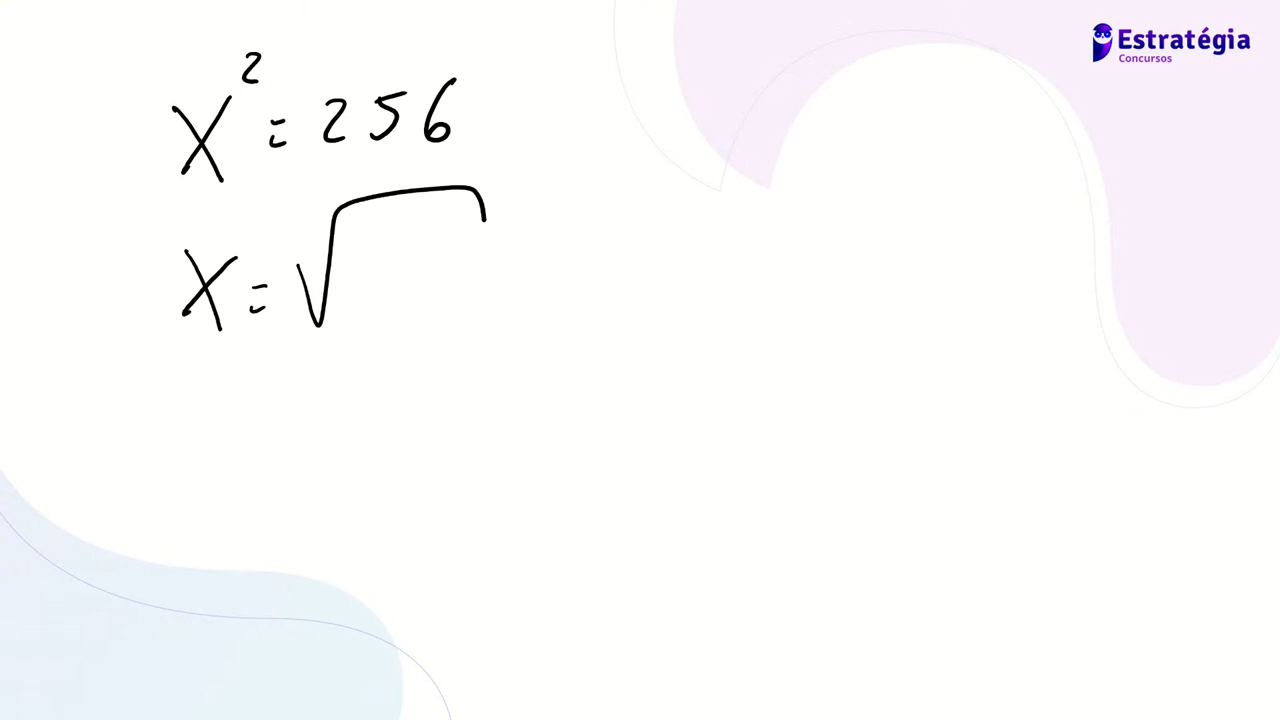 Estratégia
Concursos
X² = 256
X = √